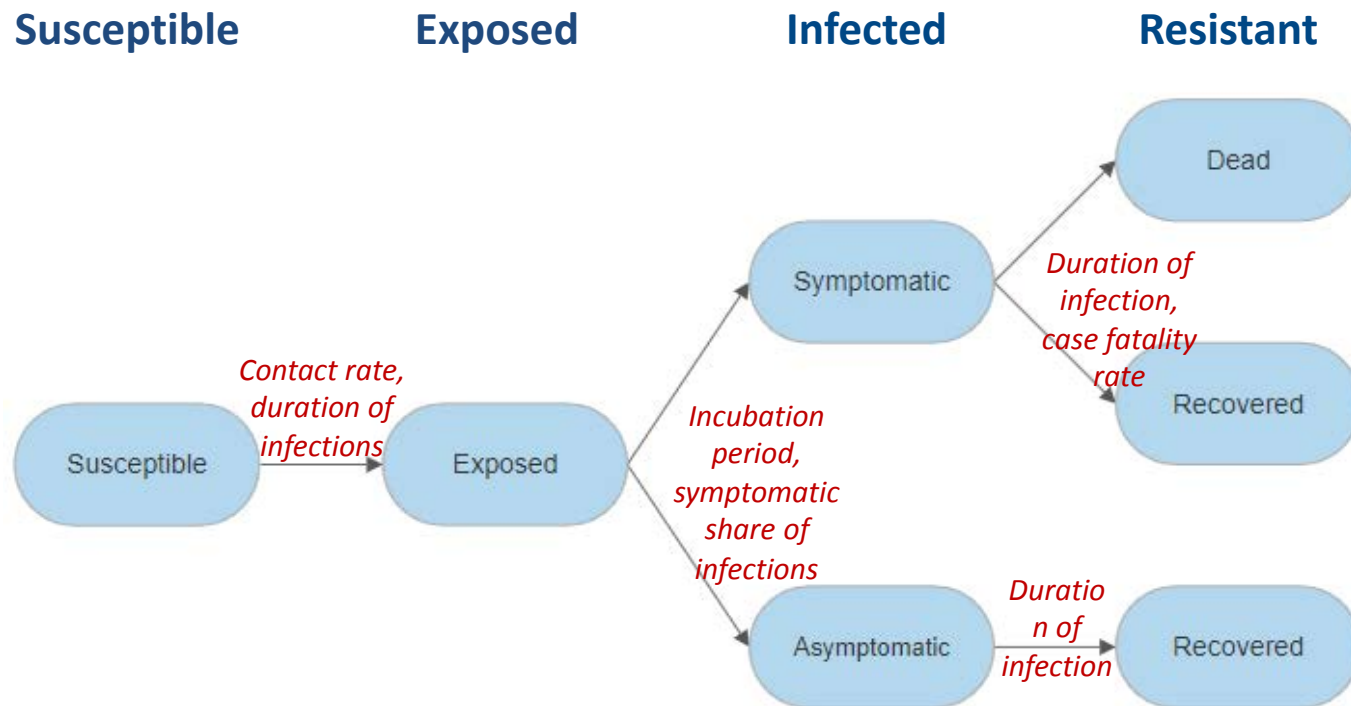 Susceptible
Exposed
Infected
Resistant
Dead
Symptomatic
Duration of
infection,
case fatality
rate
Recovered
Contact rate,
duration of
infections
Susceptible
Exposed
Incubation
period,
symptomatic
share of
infections
Asymptomatic
Duratio
n of
infection
Recovered